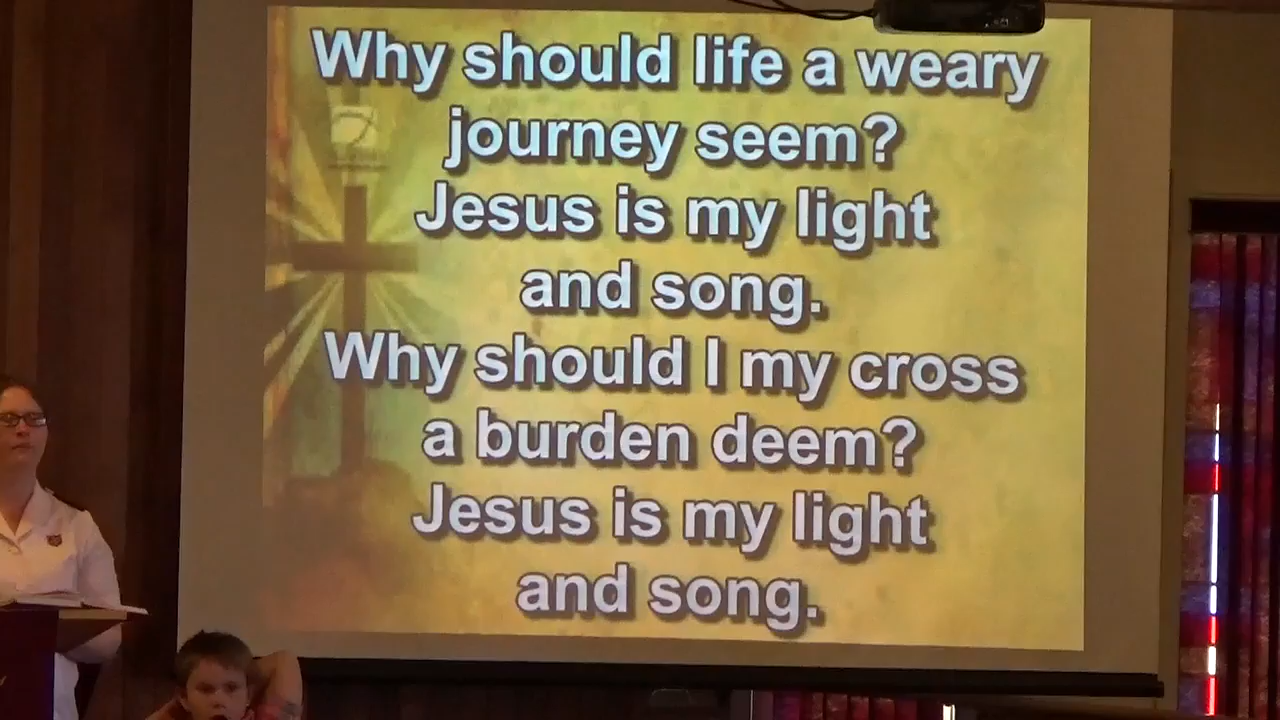 Why should life a weary
journey seem?
Jesus is my light
and song.
Why should I my cross
a burden deem?
Jesus is my light
and song.